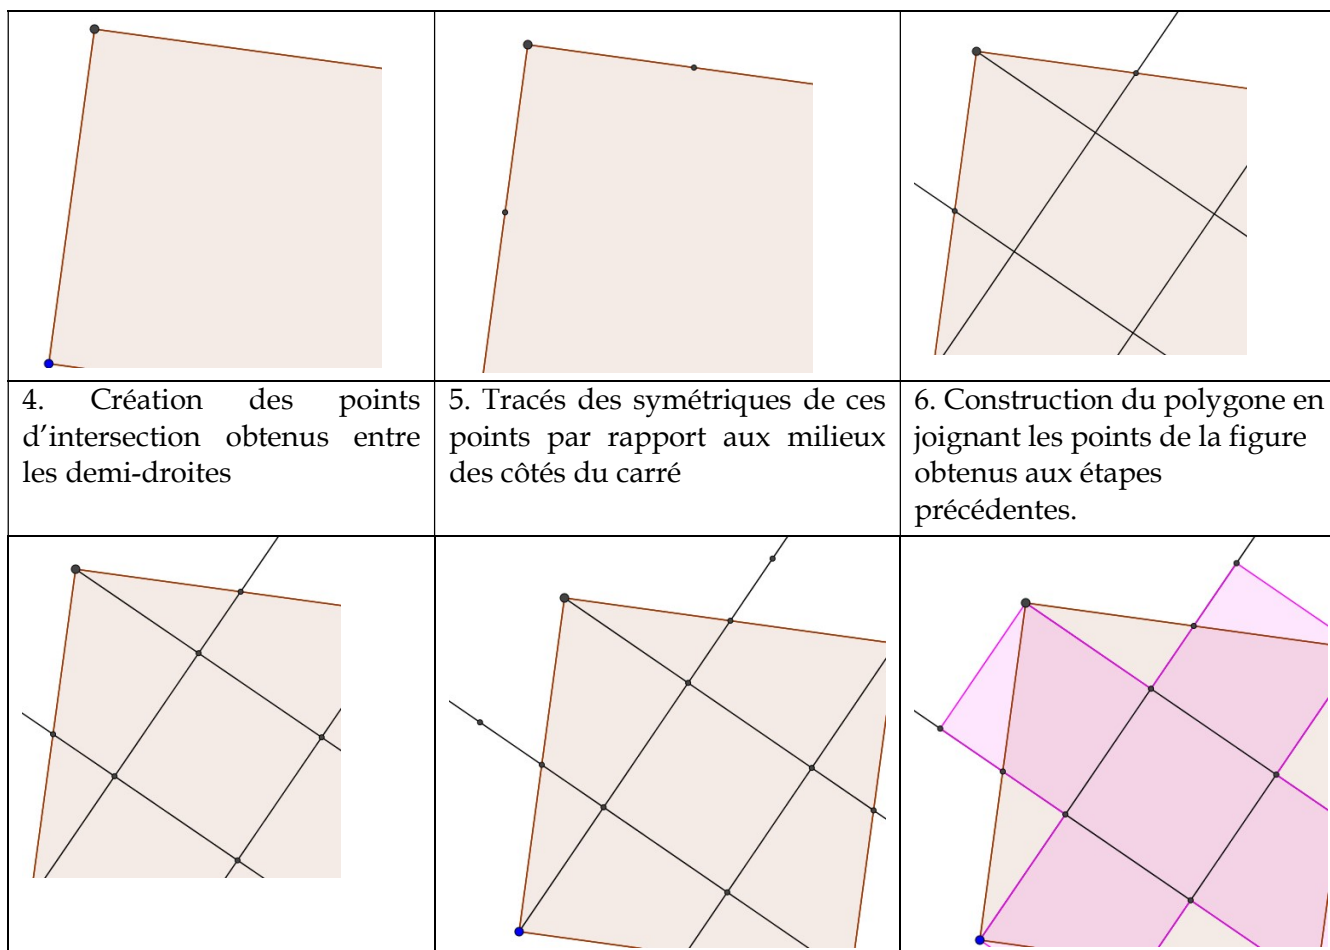 4. Création des points
d’intersection obtenus entre
les demi-droites
5. Tracés des symétriques de ces
points par rapport aux milieux
des côtés du carré
6. Construction du polygone en
joignant les points de la figure
obtenus aux étapes
précédentes.